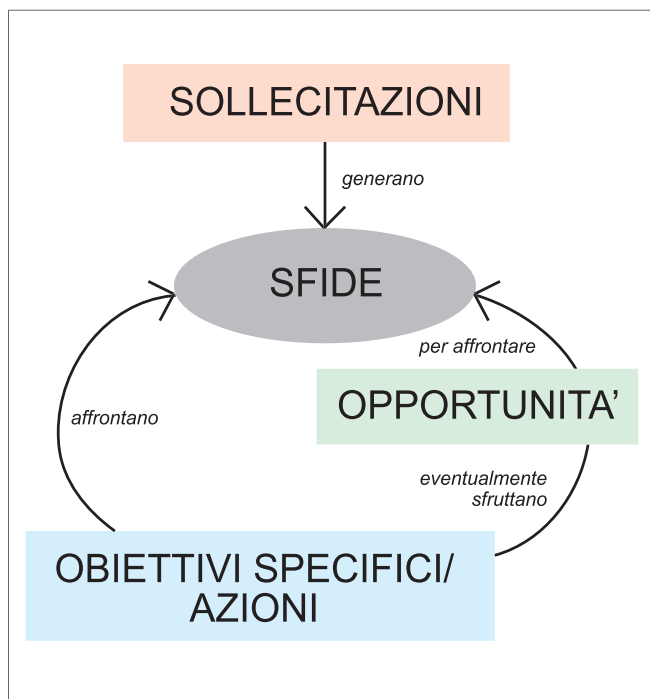 SOLLECITAZIONI
generano
SFIDE
per affrontare
OPPORTUNITA’
affrontano
eventualmente
sfruttano
OBIETTIVI SPECIFICI/
AZIONI